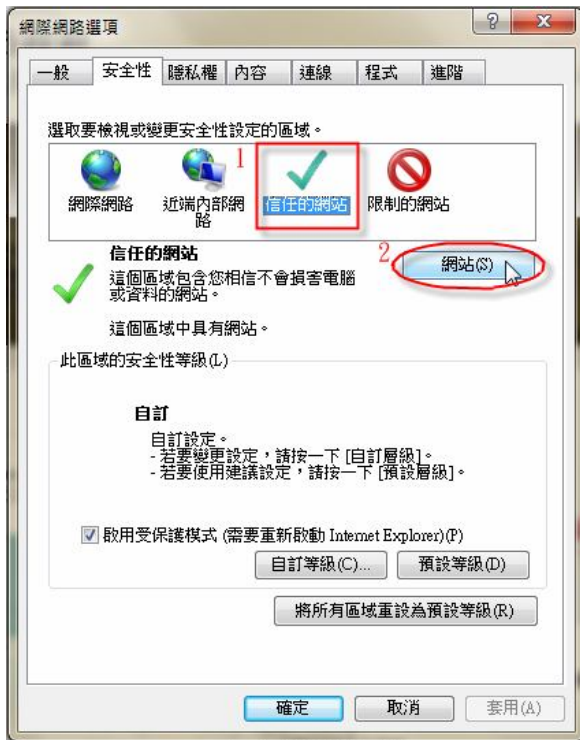 網際網路選項
一般 安全性 隱私權 內容 連線 程式 進階
選取要檢視或變更安全性設定的區域。
1
網際網路 近端內部網路 信任的網站 限制的網站
信任的網站
2
網站(S)
這個區域包含您相信不會損害電腦
或資料的網站。
這個區域中具有網站。
此區域的安全性等級(L)
自訂
自訂設定。
- 若要變更設定，請按一下 [自訂層級]。
- 若要使用建議設定，請按一下 [預設層級]。
啟用受保護模式 (需要重新啟動 Internet Explorer)(P)
自訂等級(C)... 預設等級(D)
將所有區域重設為預設等級(R)
確定 取消 套用(A)